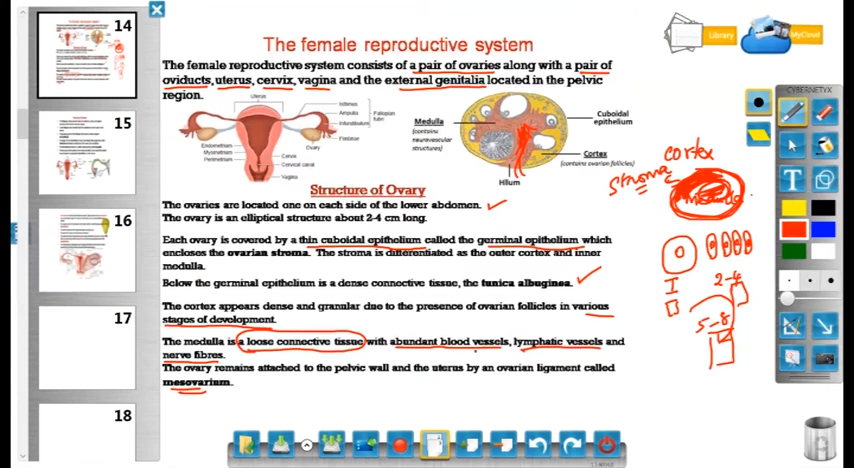 14
15
16
17
18
The female reproductive system
The female reproductive system consists of a pair of ovaries along with a pair of
oviducts, uterus, cervix, vagina and the external genitalia located in the pelvic
region.
Uterus
Isthmus
Ampulla
Infundibulum
Fallopian
tube
Fimbriae
Ovary
Endometrium
Myometrium
Perimetrium
Cervix
Cervical canal
Vagina
Medulla
(contains
neurovascular
structures)
Cuboidal
epithelium
Cortex
(contains ovarian follicles)
Hilum
Structure of Ovary
The ovaries are located one on each side of the lower abdomen.
The ovary is an elliptical structure about 2-4 cm long.
Each ovary is covered by a thin cuboidal epithelium called the germinal epithelium which
encloses the ovarian stroma. The stroma is differentiated as the outer cortex and inner
medulla.
Below the germinal epithelium is a dense connective tissue, the tunica albuginea.
The cortex appears dense and granular due to the presence of ovarian follicles in various
stages of development.
The medulla is a loose connective tissue with abundant blood vessels, lymphatic vessels and
nerve fibres.
The ovary remains attached to the pelvic wall and the uterus by an ovarian ligament called
mesovarium.
cortex
stroma
2-4
5-8
Library
MyCloud
CYBERNETYX
T